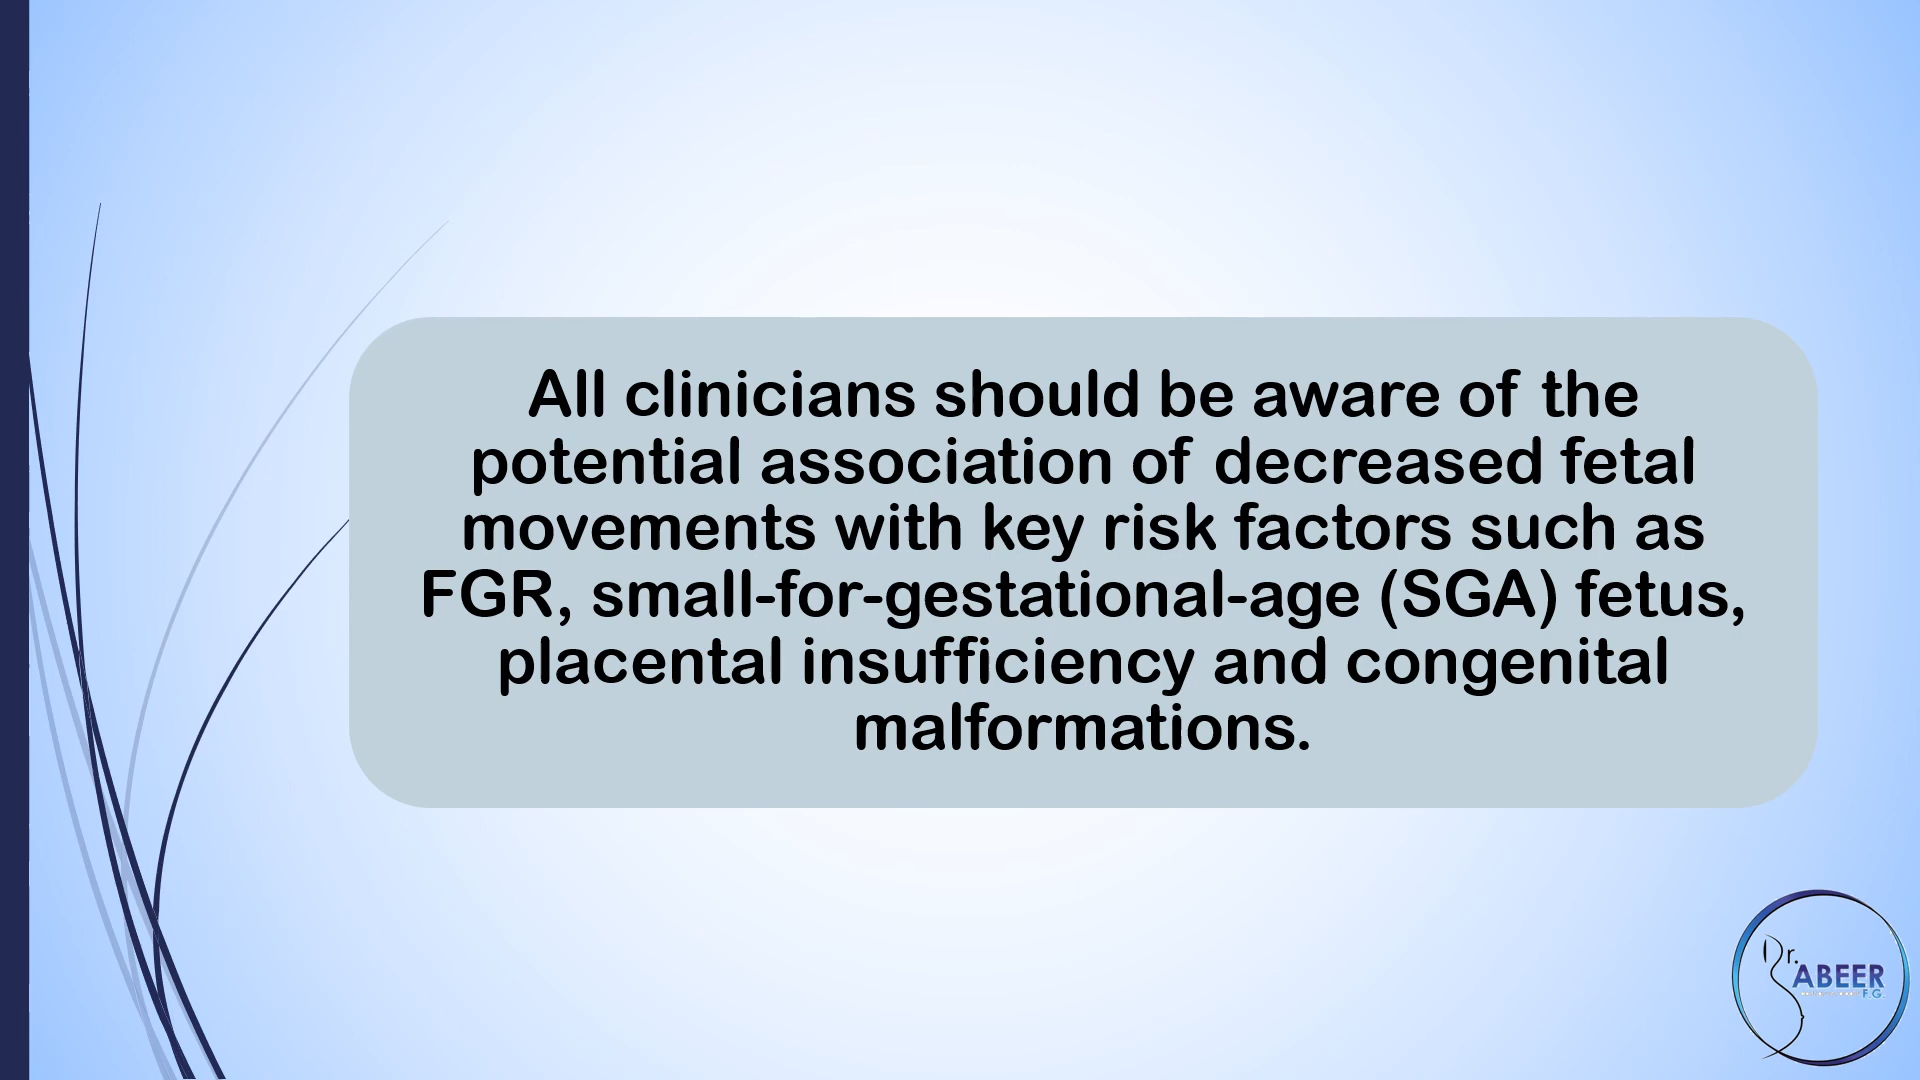 All clinicians should be aware of the
potential association of decreased fetal
movements with key risk factors such as
FGR, small-for-gestational-age (SGA) fetus,
placental insufficiency and congenital
malformations.
Dr.
ABEER
F.G.